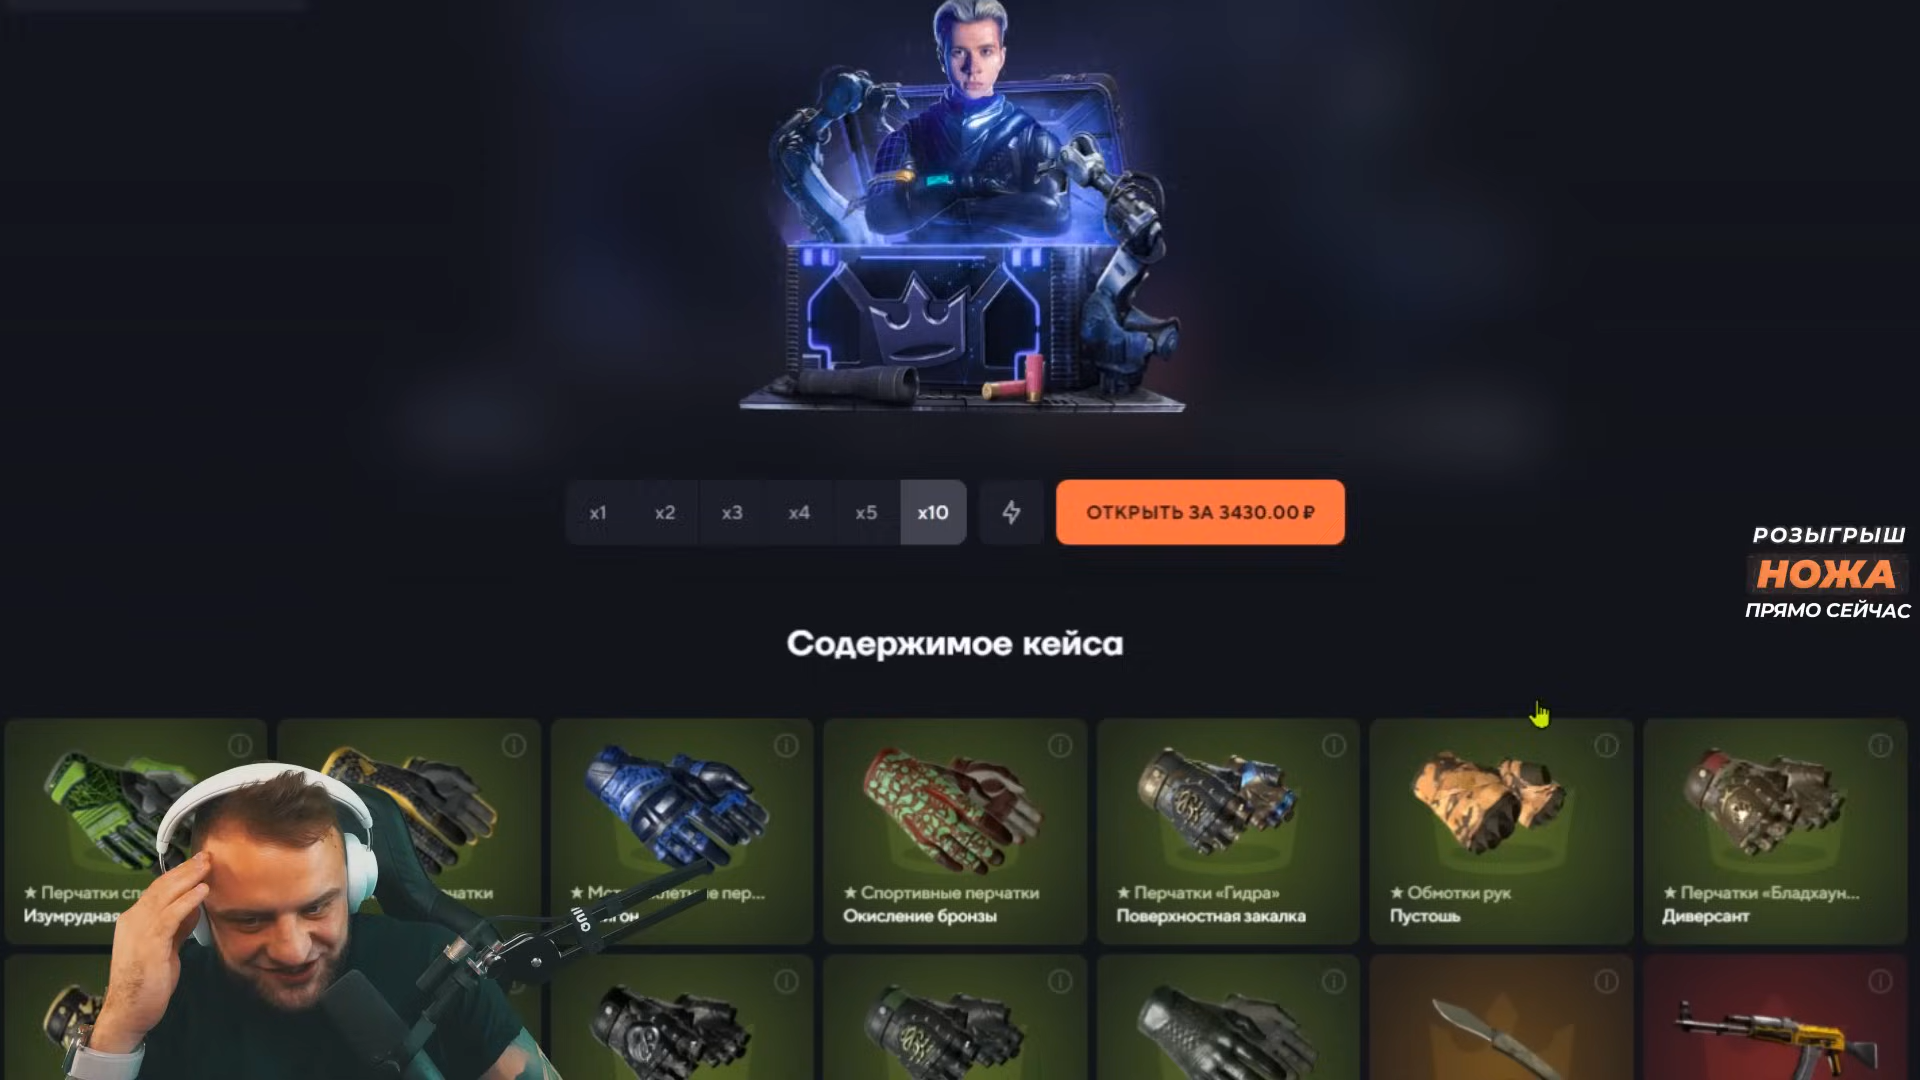 x1 x2 x3 x4 x5 x10 ОТКРЫТЬ ЗА 3430.00 ₽
РОЗЫГРЫШ
НОЖА
ПРЯМО СЕЙЧАС
Содержимое кейса
★ Перчатки
Изумрудная
★ Спортивные перчатки
Окисление бронзы
★ Перчатки «Гидра»
Поверхностная закалка
★ Обмотки рук
Пустошь
★ Перчатки «Бладхаун...
Диверсант